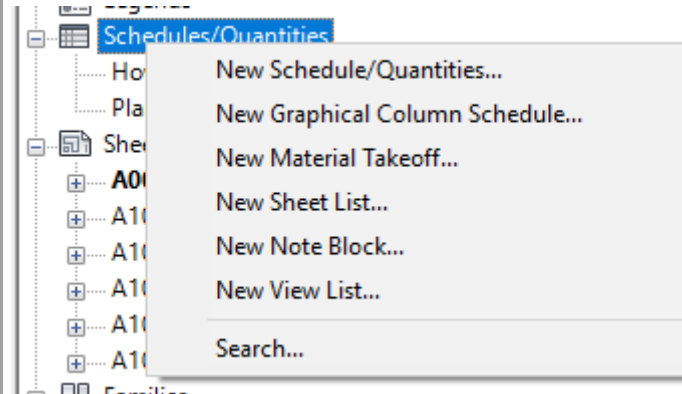 Schedules/Quantities
New Schedule/Quantities...
New Graphical Column Schedule...
New Material Takeoff...
New Sheet List...
New Note Block...
New View List...
Search...